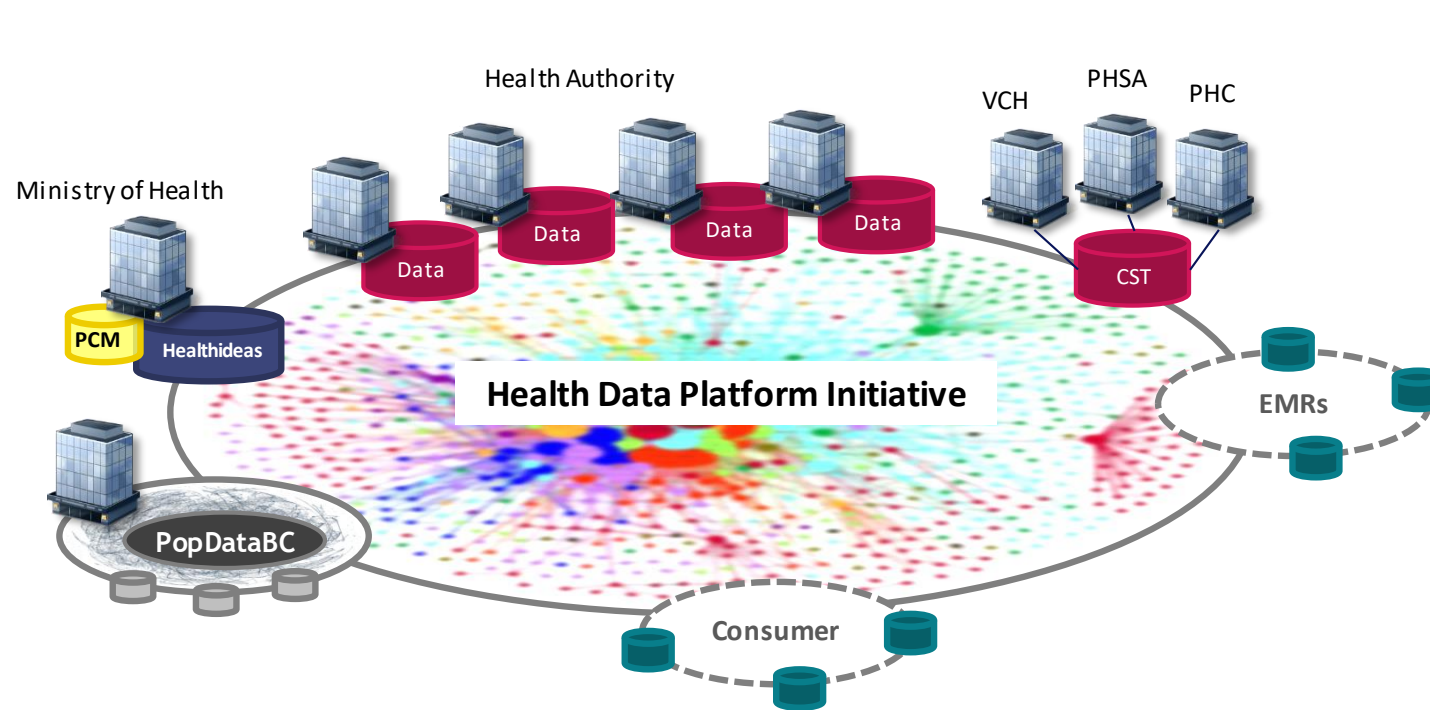 Health Authority
VCH
PHSA
PHC
Ministry of Health
Data
Data
Data
Data
CST
PCM
Healthideas
Health Data Platform Initiative
EMRs
PopDataBC
Consumer